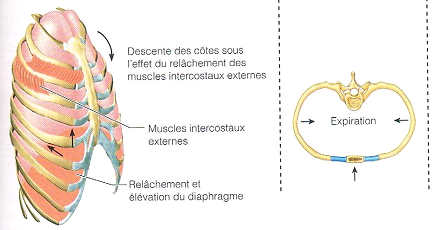 Descente des côtes sous
l'effet du relâchement des
muscles intercostaux externes
Muscles intercostaux
externes
Relâchement et
élévation du diaphragme
Expiration